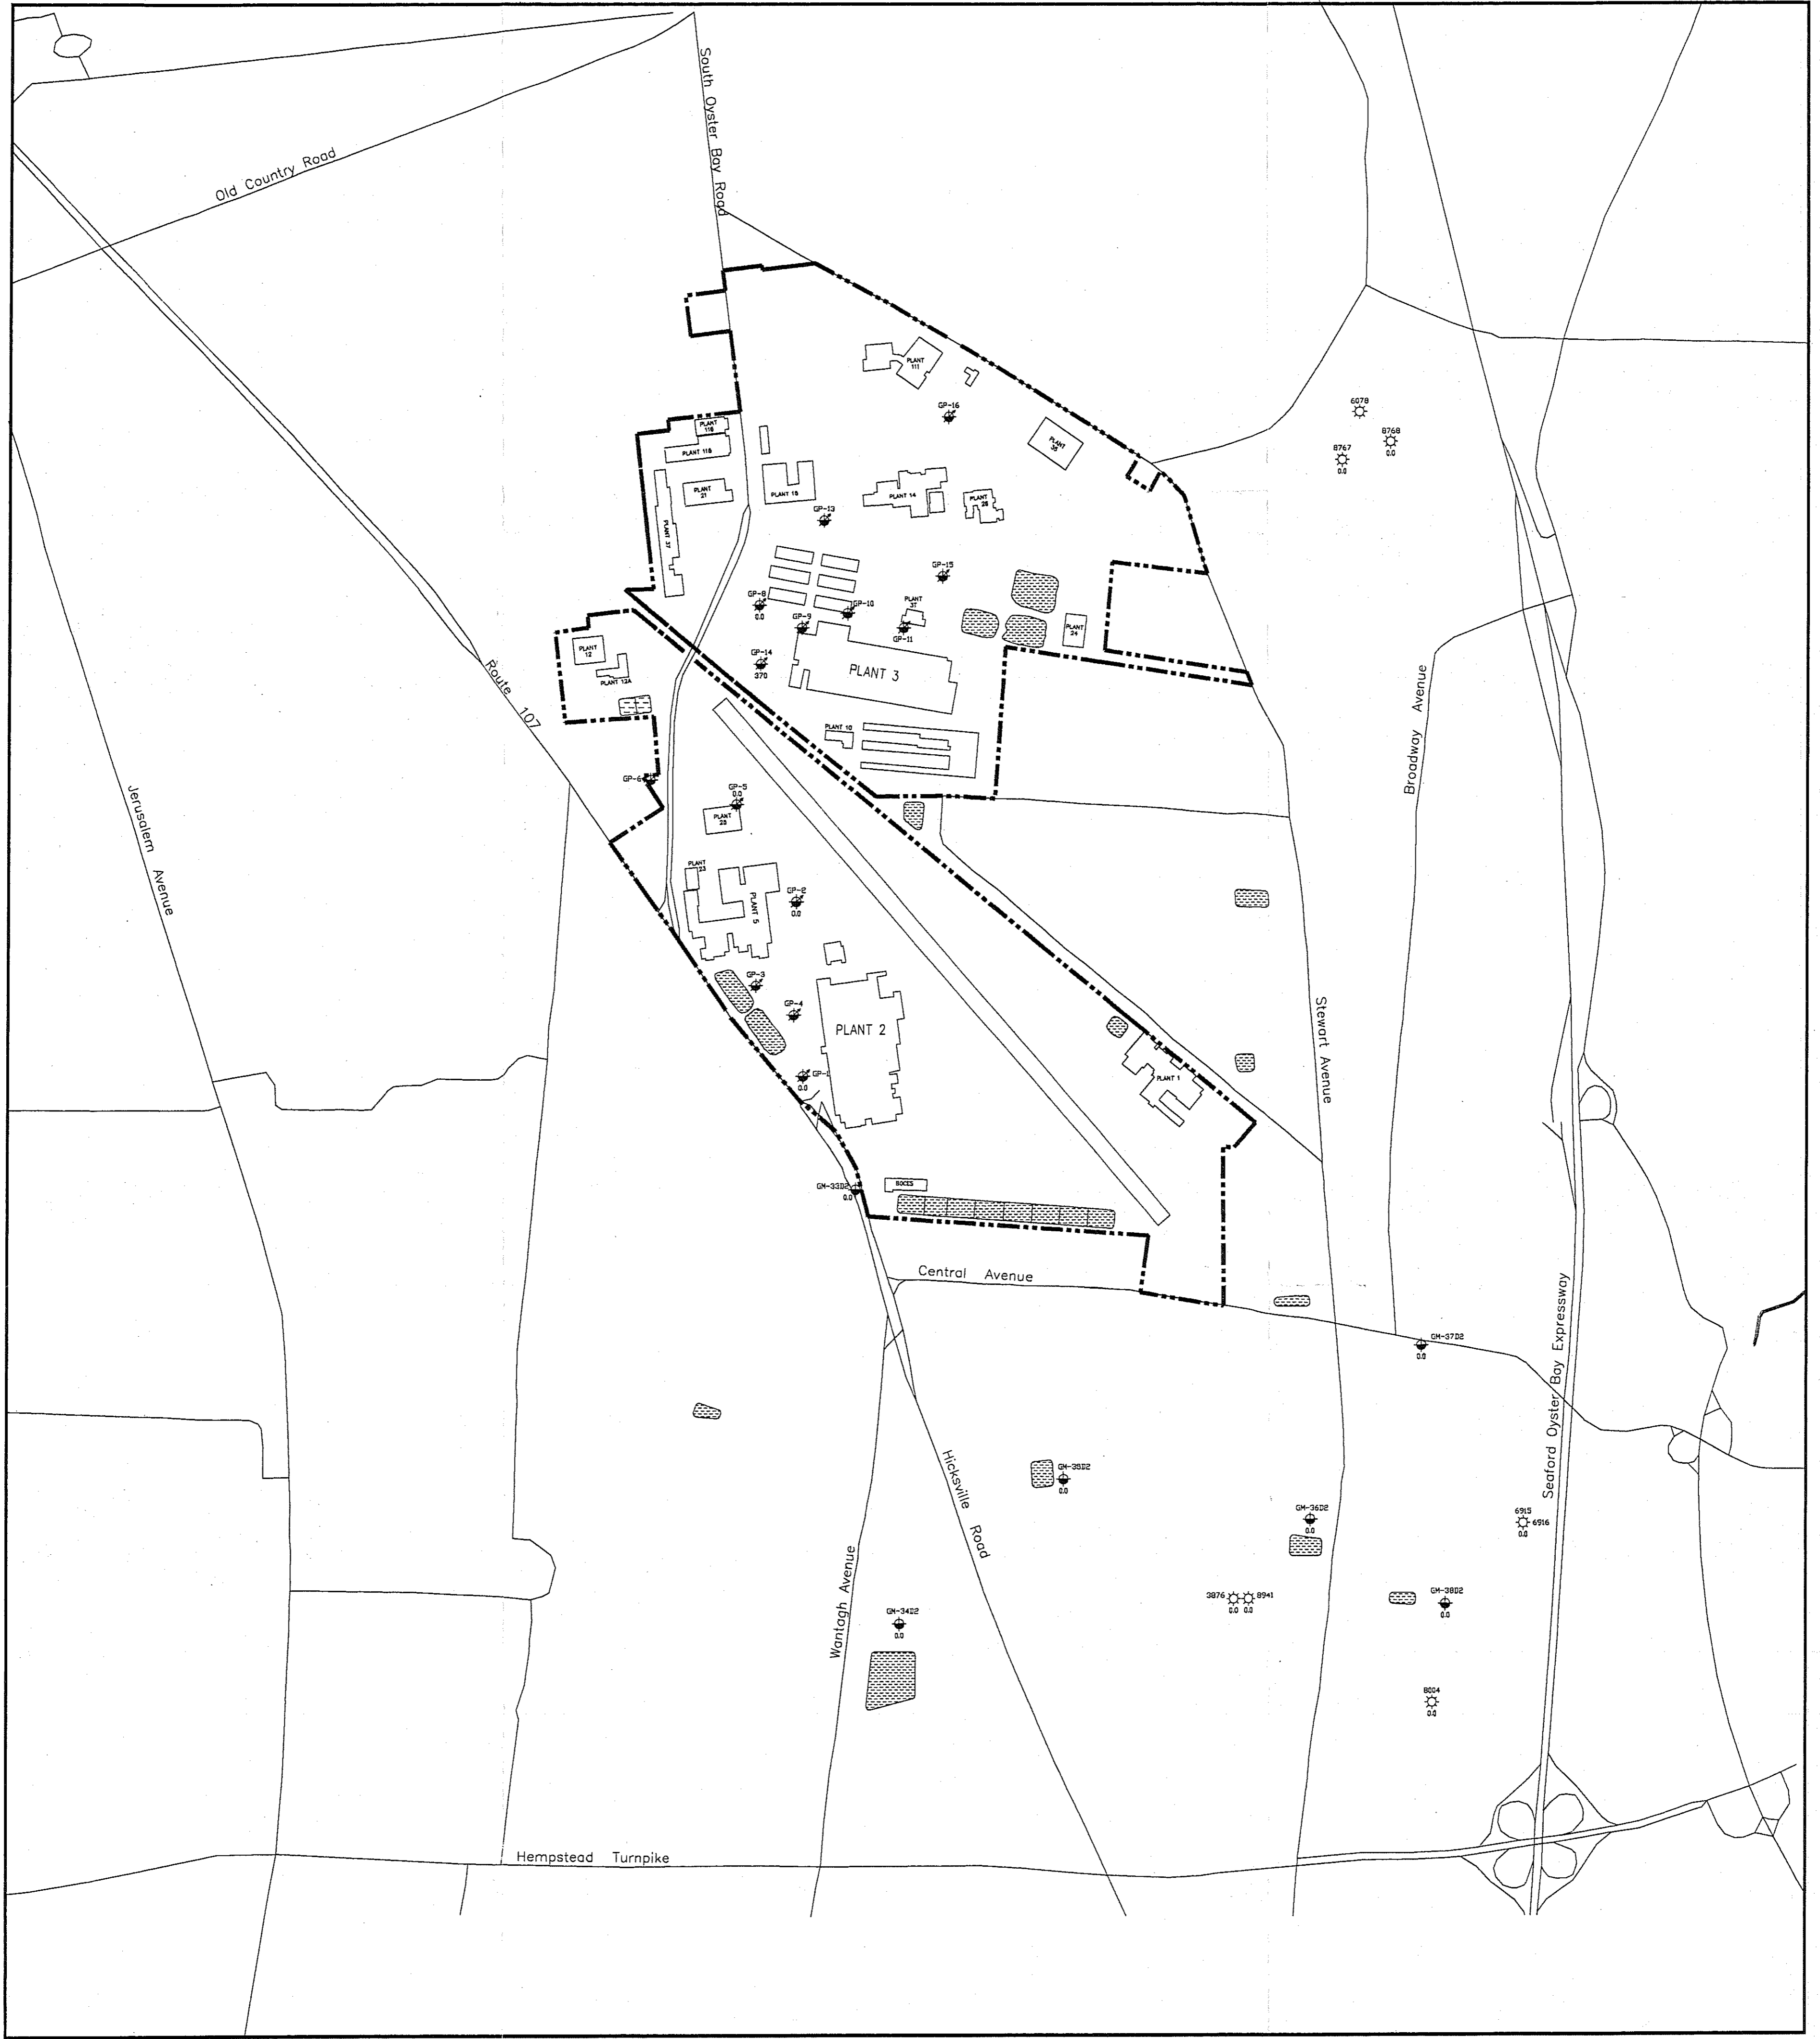 South Oyster Bay Road
Old Country Road
PLANT
111
GP-16
6078
8768
0.0
8767
0.0
PLANT
PLANT 118
PLANT
35
PLANT
21
PLANT 15
PLANT 14
PLANT
GP-13
PLANT 37
GP-15
GP-8
0.0
GP-9
GP-10
PLANT
GP-11
PLANT
24
PLANT
12
PLANT 12A
GP-14
370
PLANT 3
Route 107
PLANT 10
Broadway Avenue
GP-6
GP-5
0.0
PLANT
25
Jerusalem Avenue
PLANT
23
PLANT 5
GP-2
0.0
GP-3
GP-4
PLANT 2
Stewart Avenue
PLANT 1
GP-1
0.0
GM-33D2
0.0
BOCES
Central Avenue
GM-37D2
0.0
Seaford Oyster Bay Expressway
Hicksville Road
GM-35D2
0.0
GM-36D2
0.0
6915
6916
0.0
Wantagh Avenue
3876
8941
0.0 0.0
GM-38D2
0.0
GM-34D2
0.0
8004
0.0
Hempstead Turnpike